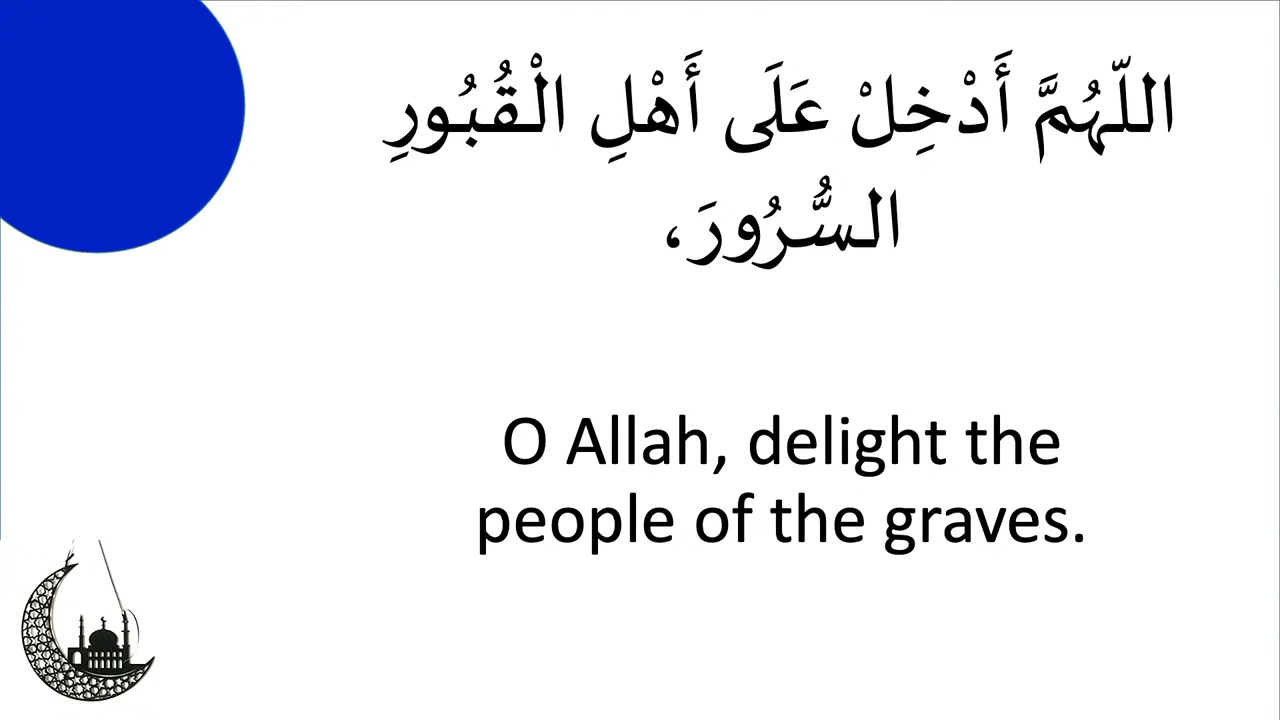 اللّهُمَّ أَدْخِلْ عَلَى أَهْلِ الْقُبُورِ
السُّرُورَ،
O Allah, delight the
people of the graves.